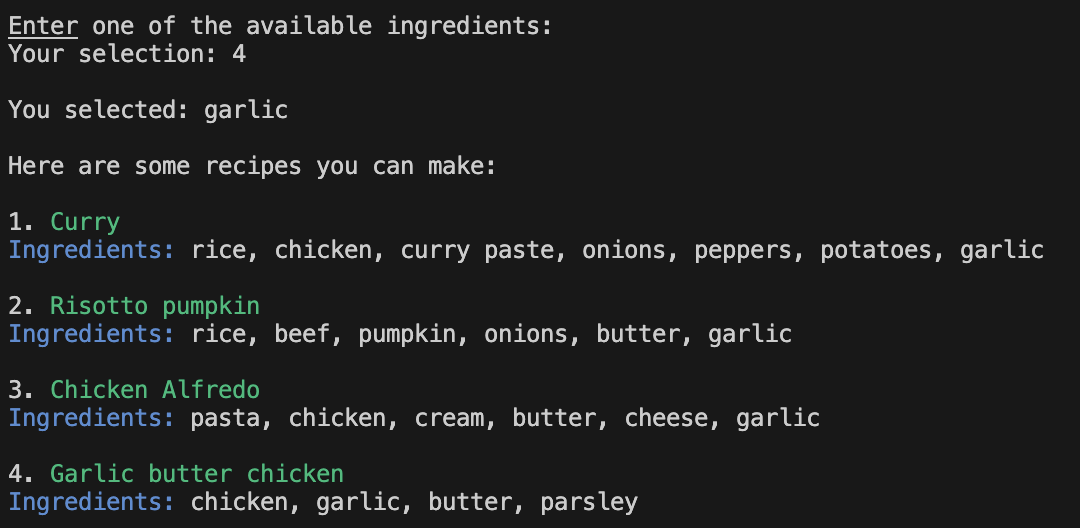 Enter one of the available ingredients:
Your selection: 4
You selected: garlic
Here are some recipes you can make:
1. Curry
Ingredients: rice, chicken, curry paste, onions, peppers, potatoes, garlic
2. Risotto pumpkin
Ingredients: rice, beef, pumpkin, onions, butter, garlic
3. Chicken Alfredo
Ingredients: pasta, chicken, cream, butter, cheese, garlic
4. Garlic butter chicken
Ingredients: chicken, garlic, butter, parsley